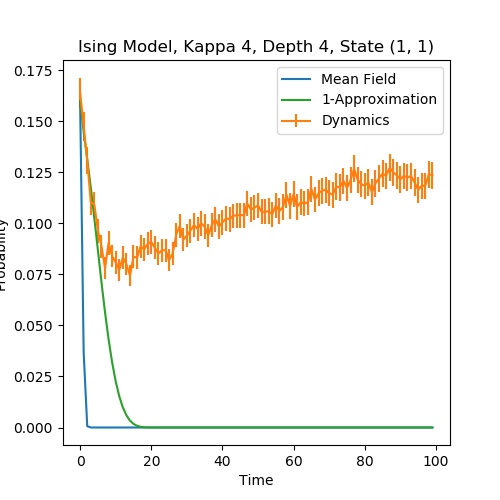 Ising Model, Kappa 4, Depth 4, State (1, 1)
Mean Field
1-Approximation
Dynamics
Probability
0.175
0.150
0.125
0.100
0.075
0.050
0.025
0.000
0 20 40 60 80 100
Time